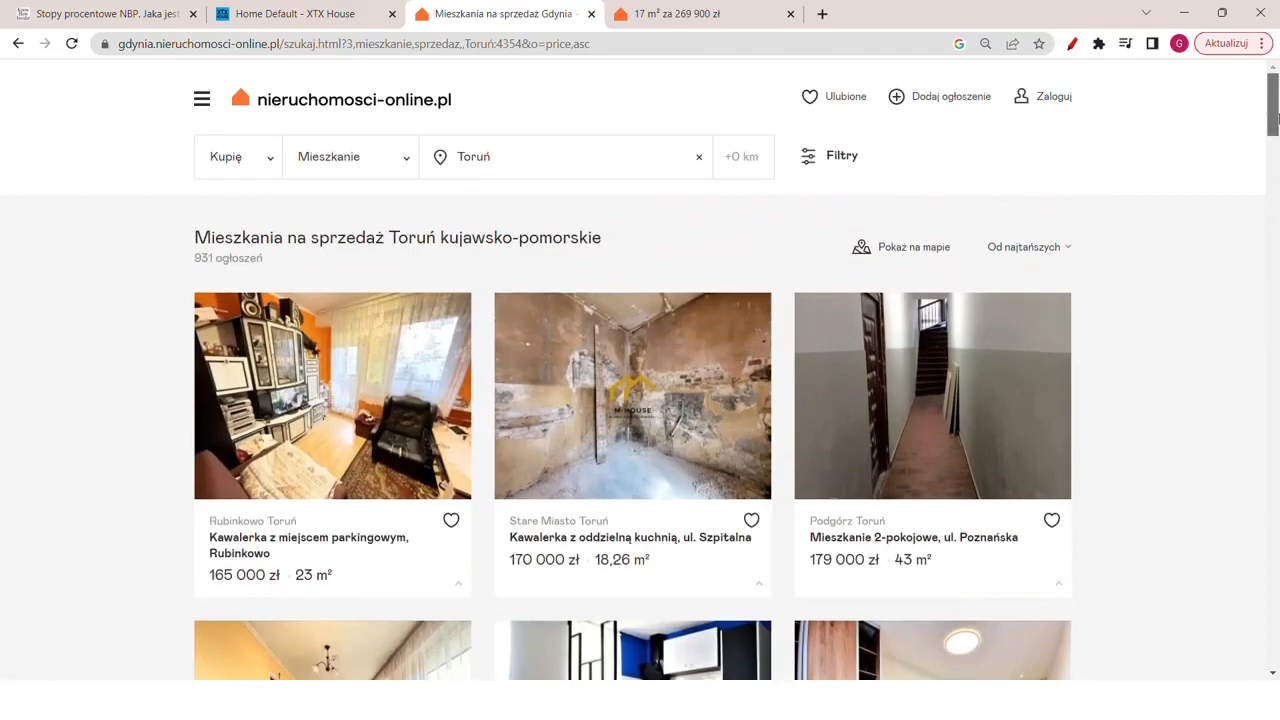 Stopy procentowe NBP. Jaka jest
Home Default - XTX House
Mieszkania na sprzedaż Gdynia -
17 m² za 269 900 zł
gdynia.nieruchomosci-online.pl/szukaj.html?3,mieszkanie,sprzedaz,,Toruń:4354&o=price,asc
G
Aktualizuj
nieruchomosci-online.pl
Ulubione
Dodaj ogłoszenie
Zaloguj
Kupię
Mieszkanie
Toruń
+0 km
Filtry
Mieszkania na sprzedaż Toruń kujawsko-pomorskie
931 ogłoszeń
Pokaż na mapie
Od najtańszych
M HOUSE
Rubinkowo Toruń
Kawalerka z miejscem parkingowym,
Rubinkowo
165 000 zł · 23 m²
Stare Miasto Toruń
Kawalerka z oddzielną kuchnią, ul. Szpitalna
170 000 zł · 18,26 m²
Podgórz Toruń
Mieszkanie 2-pokojowe, ul. Poznańska
179 000 zł · 43 m²